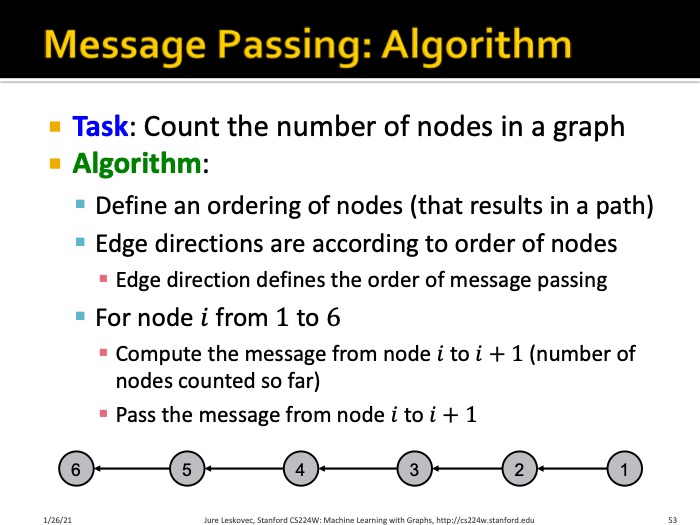 Message Passing: Algorithm
Task: Count the number of nodes in a graph
Algorithm:
Define an ordering of nodes (that results in a path)
Edge directions are according to order of nodes
Edge direction defines the order of message passing
For node i from 1 to 6
Compute the message from node i to i + 1 (number of
nodes counted so far)
Pass the message from node i to i + 1
6 5 4 3 2 1
1/26/21 Jure Leskovec, Stanford CS224W: Machine Learning with Graphs, http://cs224w.stanford.edu 53